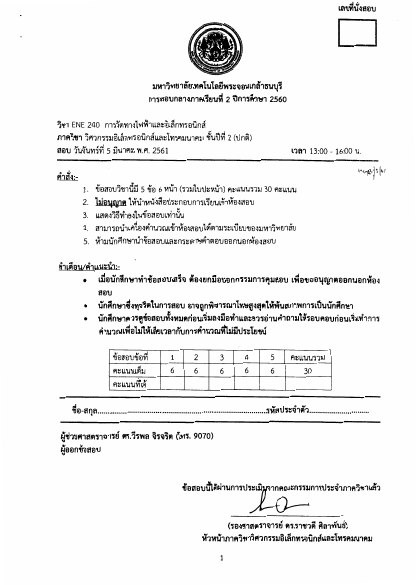 เลขที่นั่งสอบ
มหาวิทยาลัยเทคโนโลยีพระจอมเกล้าธนบุรี
การสอบกลางภาคเรียนที่ 2 ปีการศึกษา 2560
วิชา ENE 240 การวัดทางไฟฟ้าและอิเล็กทรอนิกส์
ภาควิชา วิศวกรรมอิเล็กทรอนิกส์และโทรคมนาคม ชั้นปีที่ 2 (ปกติ)
สอบ วันจันทร์ที่ 5 มีนาคม พ.ศ. 2561 เวลา 13:00 - 16:00 น.
คำสั่ง:-
1. ข้อสอบวิชานี้มี 5 ข้อ 6 หน้า (รวมใบปะหน้า) คะแนนรวม 30 คะแนน
2. ไม่อนุญาต ให้นำหนังสือประกอบการเรียนเข้าห้องสอบ
3. แสดงวิธีทำลงในข้อสอบเท่านั้น
4. สามารถนำเครื่องคำนวณเข้าห้องสอบได้ตามระเบียบของมหาวิทยาลัย
5. ห้ามนักศึกษานำข้อสอบและกระดาษคำตอบออกนอกห้องสอบ
คำเตือน/คำแนะนำ:-
• เมื่อนักศึกษาทำข้อสอบเสร็จ ต้องยกมือบอกกรรมการคุมสอบ เพื่อขออนุญาตออกนอกห้อง
สอบ
• นักศึกษาซึ่งทุจริตในการสอบ อาจถูกพิจารณาโทษสูงสุดให้พ้นสภาพการเป็นนักศึกษา
• นักศึกษาควรดูข้อสอบทั้งหมดก่อนเริ่มลงมือทำและควรอ่านคำถามให้รอบคอบก่อนเริ่มทำการ
คำนวณเพื่อไม่ให้เสียเวลากับการคำนวณที่ไม่มีประโยชน์
ข้อสอบข้อที่ 1 2 3 4 5 คะแนนรวม
คะแนนเต็ม 6 6 6 6 6 30
คะแนนที่ได้
ชื่อ-สกุล..........................................................รหัสประจำตัว....................
ผู้ช่วยศาสตราจารย์ ดร.วีรพล จิรจริต (โทร. 9070)
ผู้ออกข้อสอบ
ข้อสอบนี้ได้ผ่านการประเมินจากคณะกรรมการประจำภาควิชาแล้ว
(รองศาสตราจารย์ ดร.ราชวดี ศิลาพันธ์)
หัวหน้าภาควิชาวิศวกรรมอิเล็กทรอนิกส์และโทรคมนาคม
1